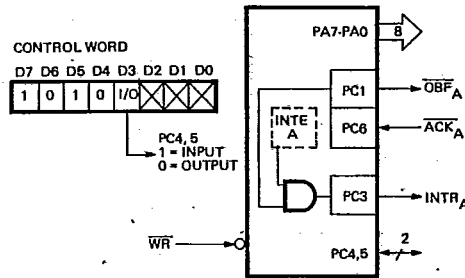 CONTROL WORD
D7 D6 D5 D4 D3 D2 D1 D0
1 0 1 0 I/O
PC4, 5
1 = INPUT
0 = OUTPUT
WR
PA7-PA0
8
PC1
OBFA
INTE
A
PC6
ACKA
PC3
INTRA
PC4,5
2